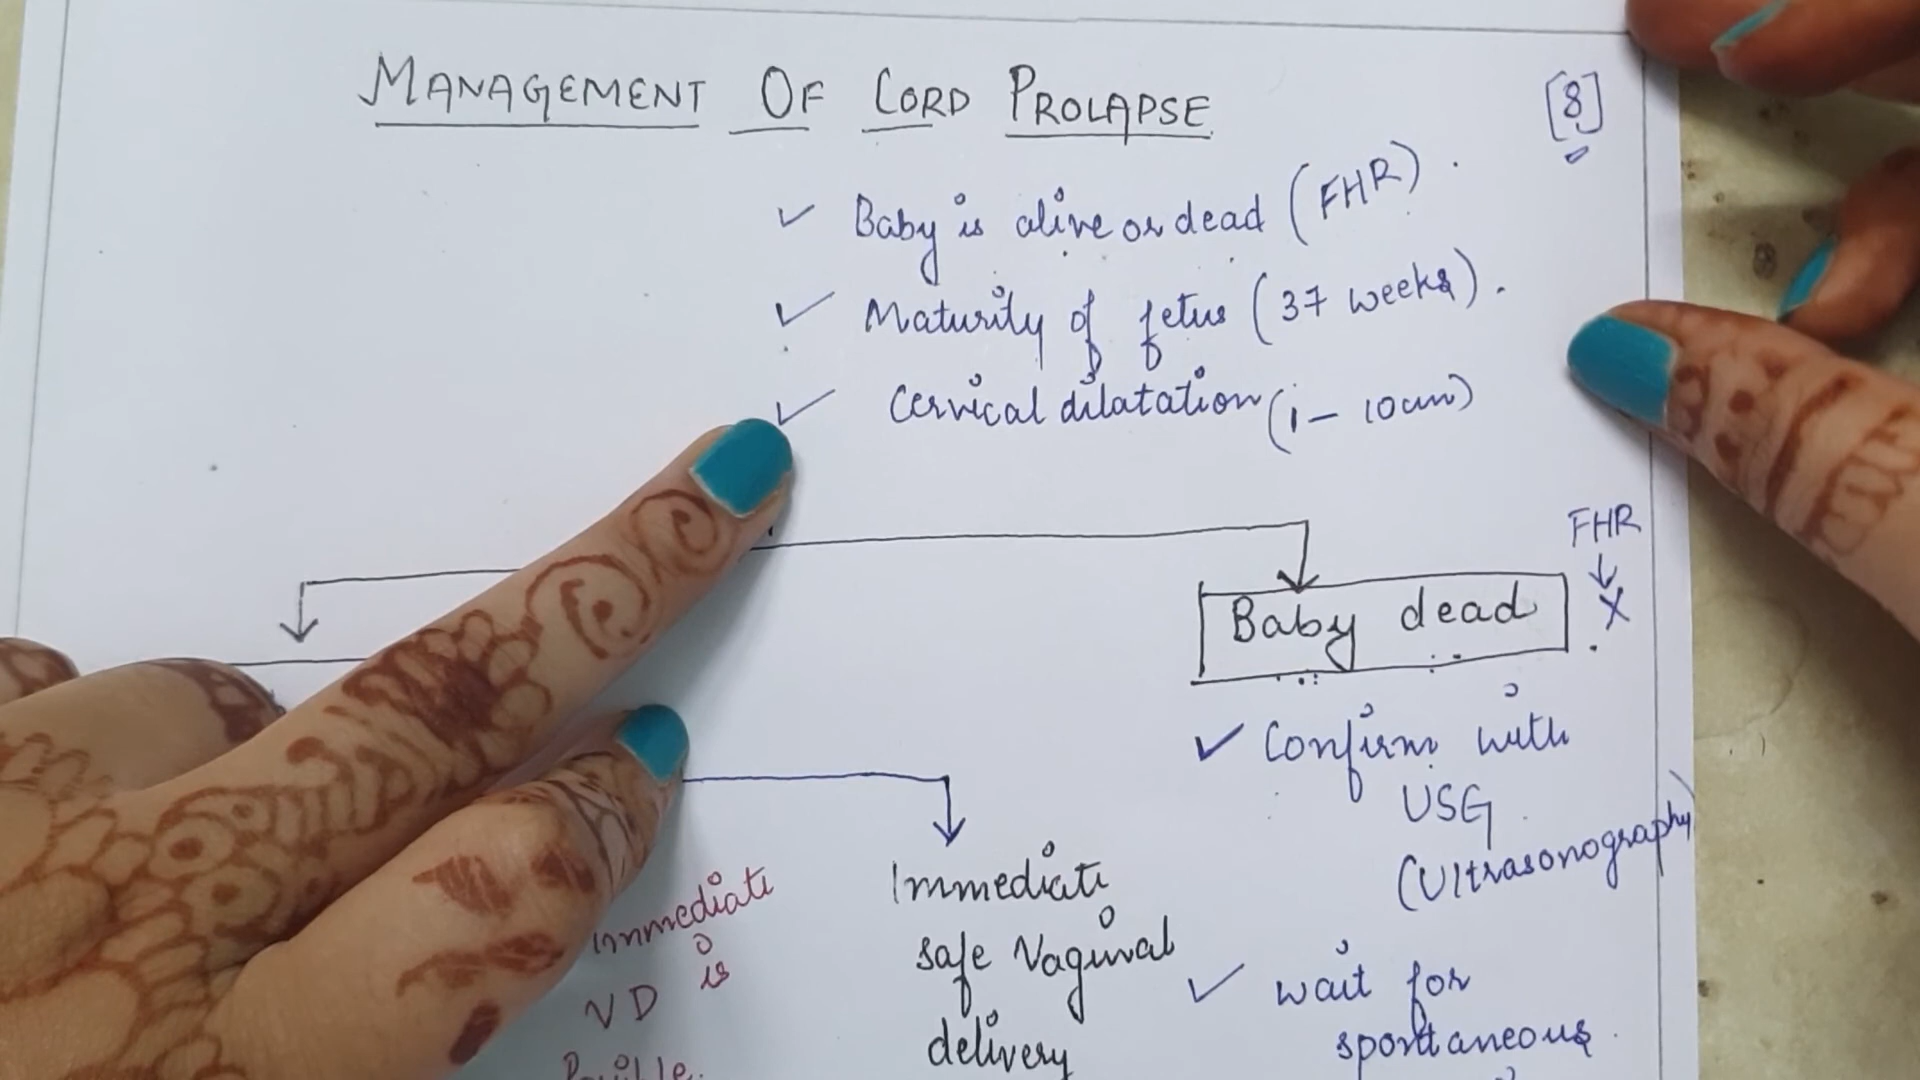 MANAGEMENT OF CORD PROLAPSE
[8]
✓ Baby is alive or dead (FHR).
✓ Maturity of fetus (37 weeks).
✓ Cervical dilatation (1 - 10cm)
FHR
↓
X
Baby dead
✓ Confirm with
USG
(Ultrasonography)
Immediate
safe Vaginal
delivery
Immediate
VD is
✓ wait for
spontaneous